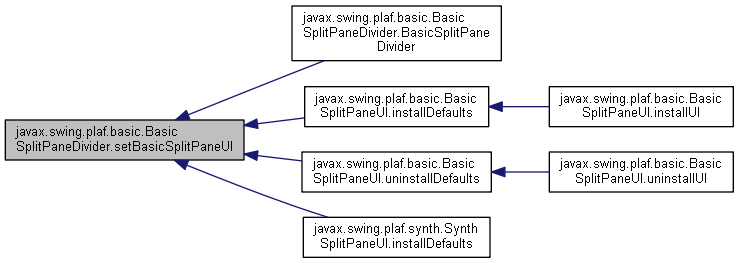 javax.swing.plaf.basic.Basic
SplitPaneDivider.BasicSplitPane
Divider
javax.swing.plaf.basic.Basic
SplitPaneUI.installDefaults
javax.swing.plaf.basic.Basic
SplitPaneUI.installUI
javax.swing.plaf.basic.Basic
SplitPaneDivider.setBasicSplitPaneUI
javax.swing.plaf.basic.Basic
SplitPaneUI.uninstallDefaults
javax.swing.plaf.basic.Basic
SplitPaneUI.uninstallUI
javax.swing.plaf.synth.Synth
SplitPaneUI.installDefaults